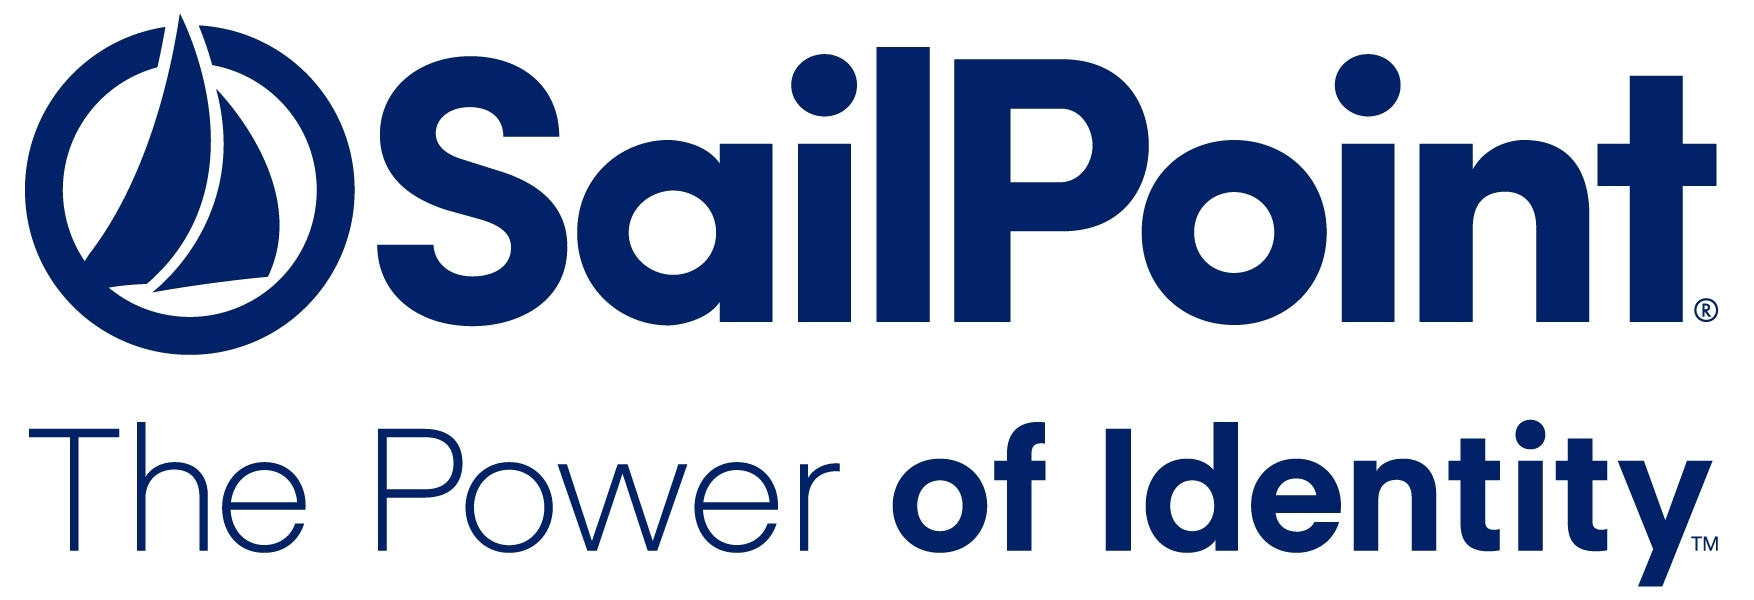 SailPoint®
The Power of Identity™